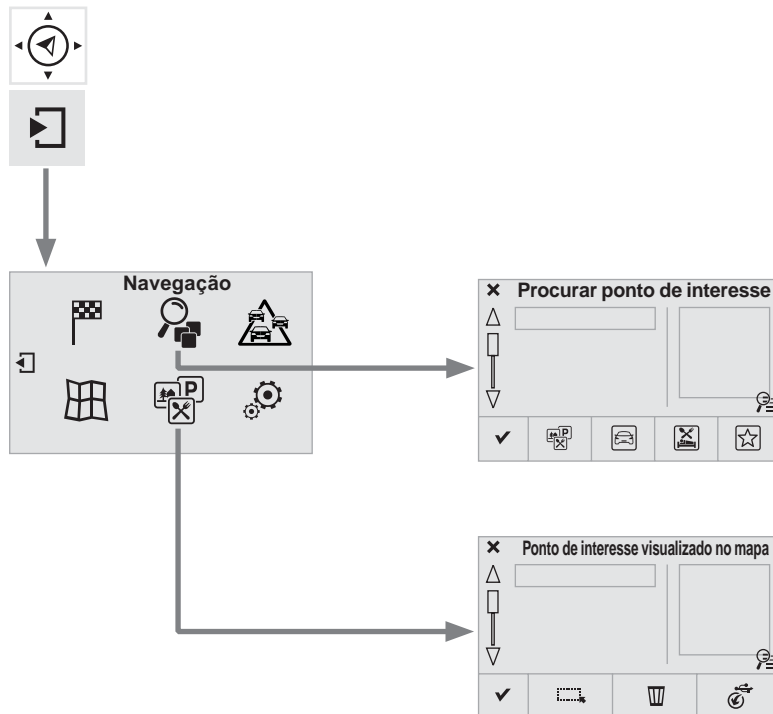 Navegação
Procurar ponto de interesse
P
P
Ponto de interesse visualizado no mapa